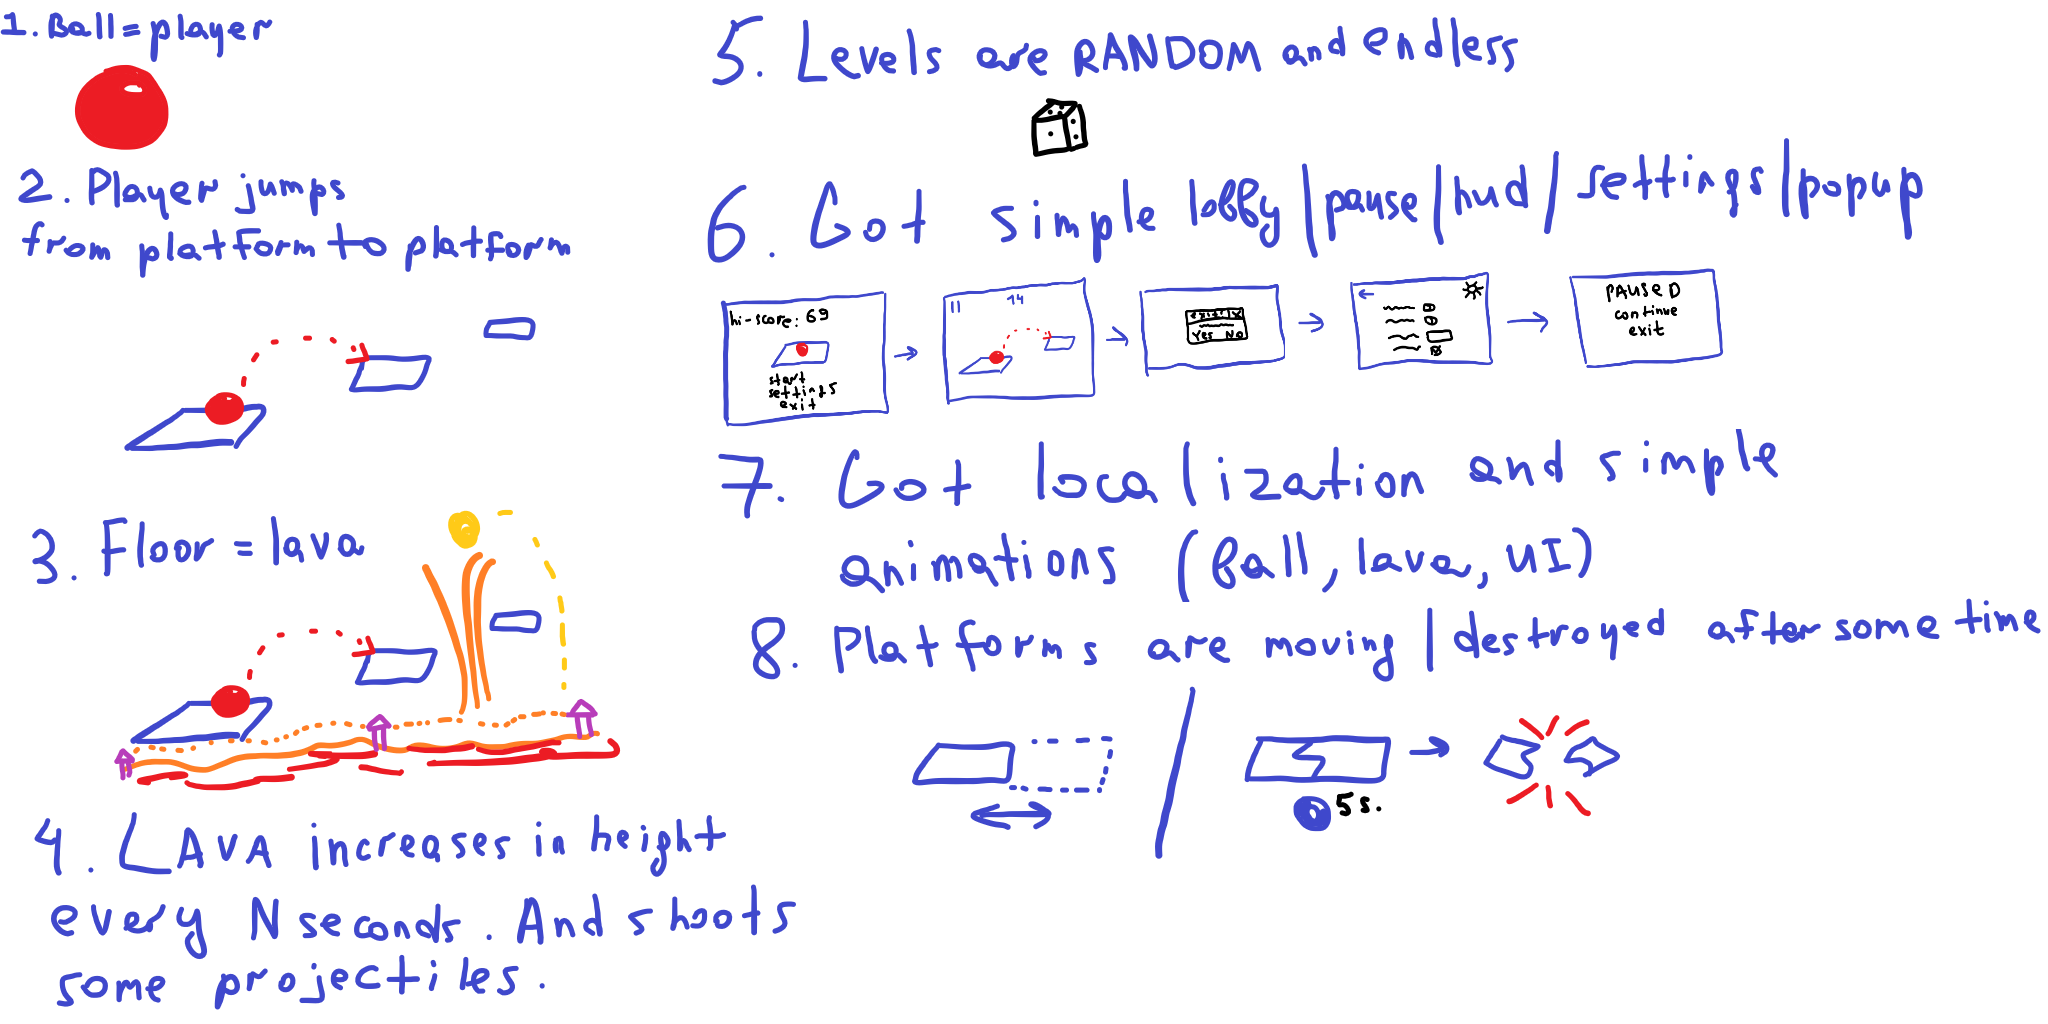 1. Ball = player
2. Player jumps
from platform to platform
3. Floor = lava
4. LAVA increases in height
every N seconds. And shoots
some projectiles.
5. Levels are RANDOM and endless
6. Got simple lobby/pause/hud/settings/popup
hi-score: 69
start
settings
exit
14
Yes No
PAUSED
continue
exit
7. Got localization and simple
animations (ball, lava, UI)
8. Platforms are moving/destroyed after some time
5s.